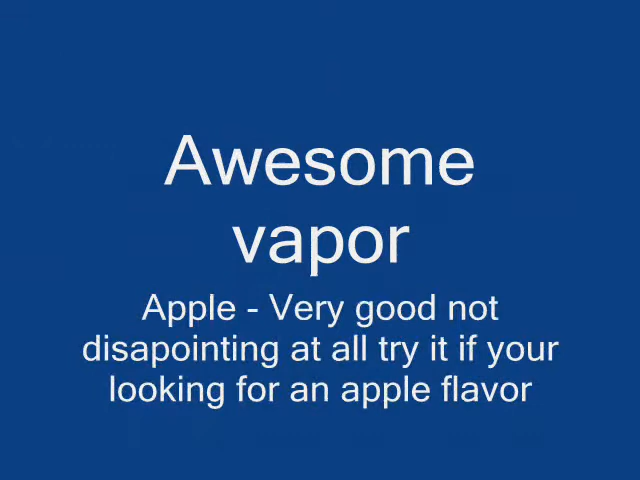 Awesome
vapor
Apple - Very good not
disapointing at all try it if your
looking for an apple flavor